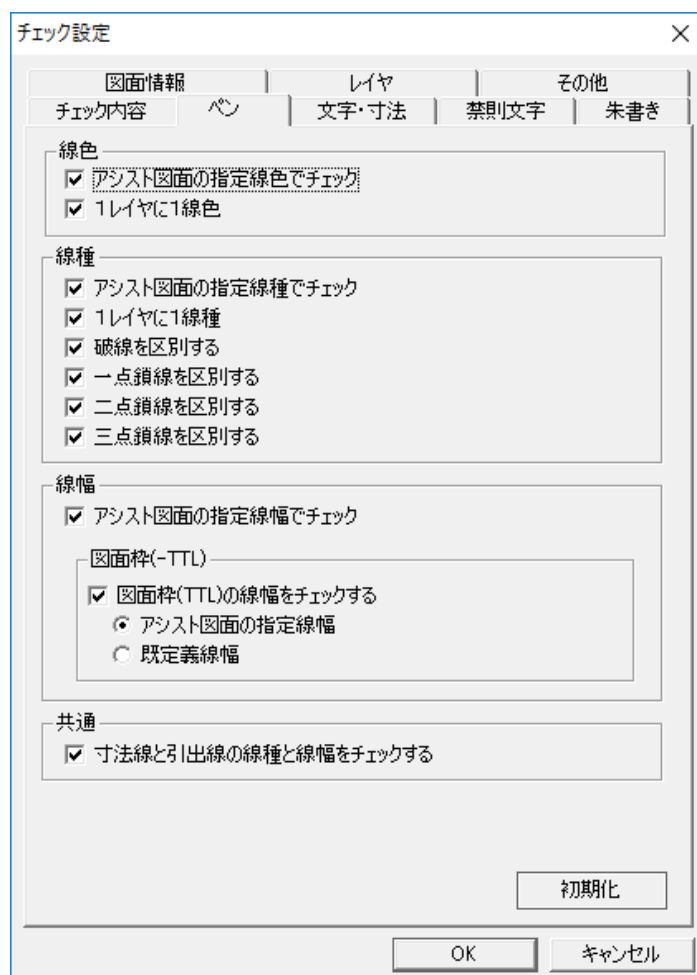 チェック設定
図面情報 レイヤ その他
チェック内容 ペン 文字・寸法 禁則文字 朱書き
線色
アシスト図面の指定線色でチェック
1レイヤに1線色
線種
アシスト図面の指定線種でチェック
1レイヤに1線種
破線を区別する
一点鎖線を区別する
二点鎖線を区別する
三点鎖線を区別する
線幅
アシスト図面の指定線幅でチェック
図面枠(-TTL)
図面枠(TTL)の線幅をチェックする
アシスト図面の指定線幅
既定義線幅
共通
寸法線と引出線の線種と線幅をチェックする
初期化
OK キャンセル